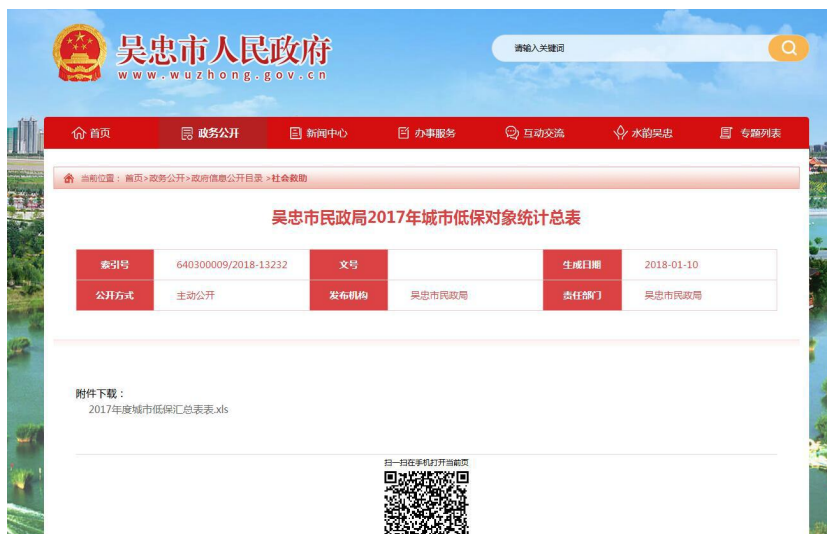 吴忠市人民政府
www.wuzhong.gov.cn
请输入关键词
首页 政务公开 新闻中心 办事服务 互动交流 水韵吴忠 专题列表
当前位置： 首页>政务公开>政府信息公开目录 >社会救助
吴忠市民政局2017年城市低保对象统计总表
索引号 640300009/2018-13232 文号 生成日期 2018-01-10
公开方式 主动公开 发布机构 吴忠市民政局 责任部门 吴忠市民政局
附件下载：
2017年度城市低保汇总表表.xls
扫一扫在手机打开当前页